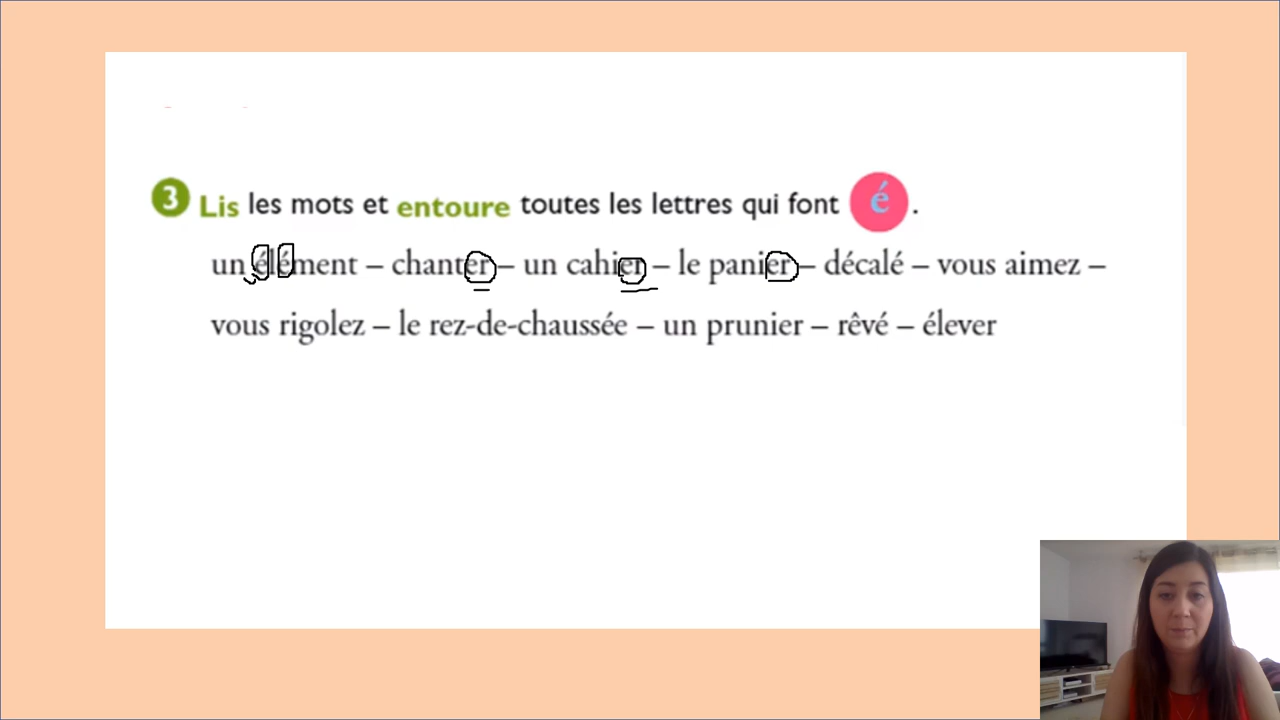 3 Lis les mots et entoure toutes les lettres qui font é .
un élément – chanter – un cahier – le panier – décalé – vous aimez –
vous rigolez – le rez-de-chaussée – un prunier – rêvé – élever